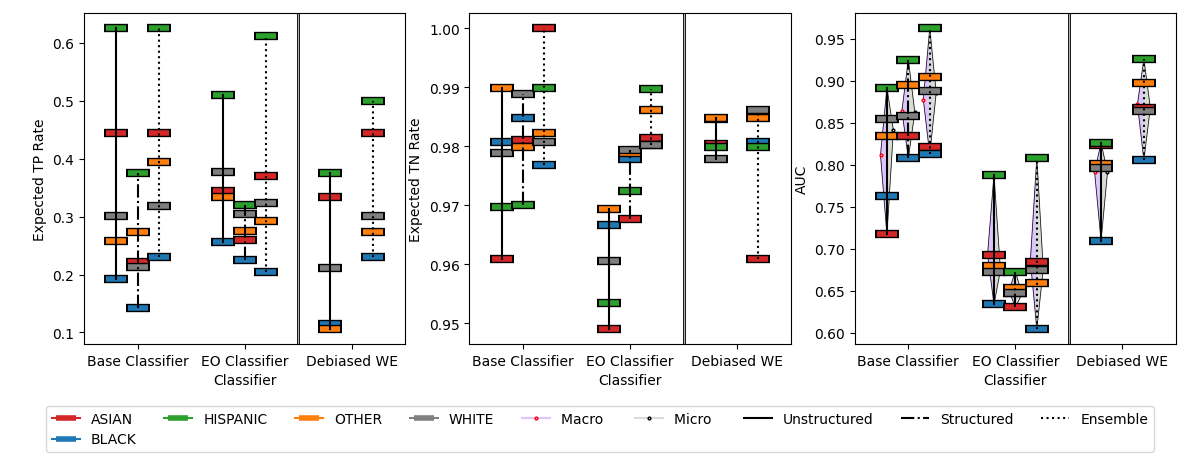 Expected TP Rate
0.6
0.5
0.4
0.3
0.2
0.1
Base Classifier EO Classifier Debiased WE
Classifier
Expected TN Rate
1.00
0.99
0.98
0.97
0.96
0.95
Base Classifier EO Classifier Debiased WE
Classifier
AUC
0.95
0.90
0.85
0.80
0.75
0.70
0.65
0.60
Base Classifier EO Classifier Debiased WE
Classifier
ASIAN HISPANIC OTHER WHITE Macro Micro Unstructured Structured Ensemble
BLACK